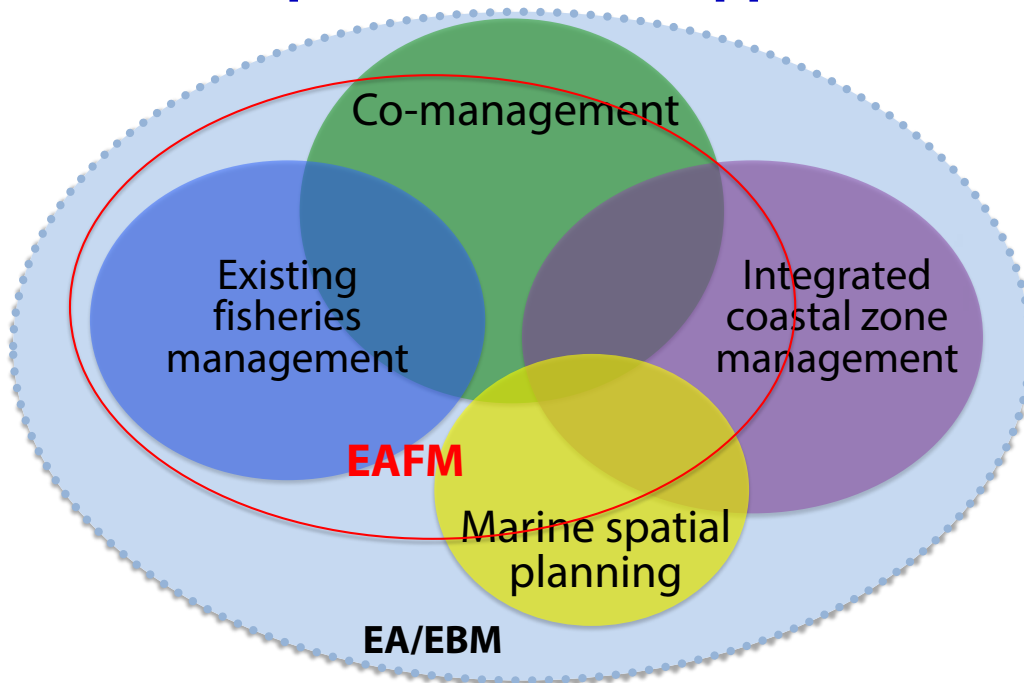 Co-management
Existing
fisheries
management
Integrated
coastal zone
management
EAFM
Marine spatial
planning
EA/EBM